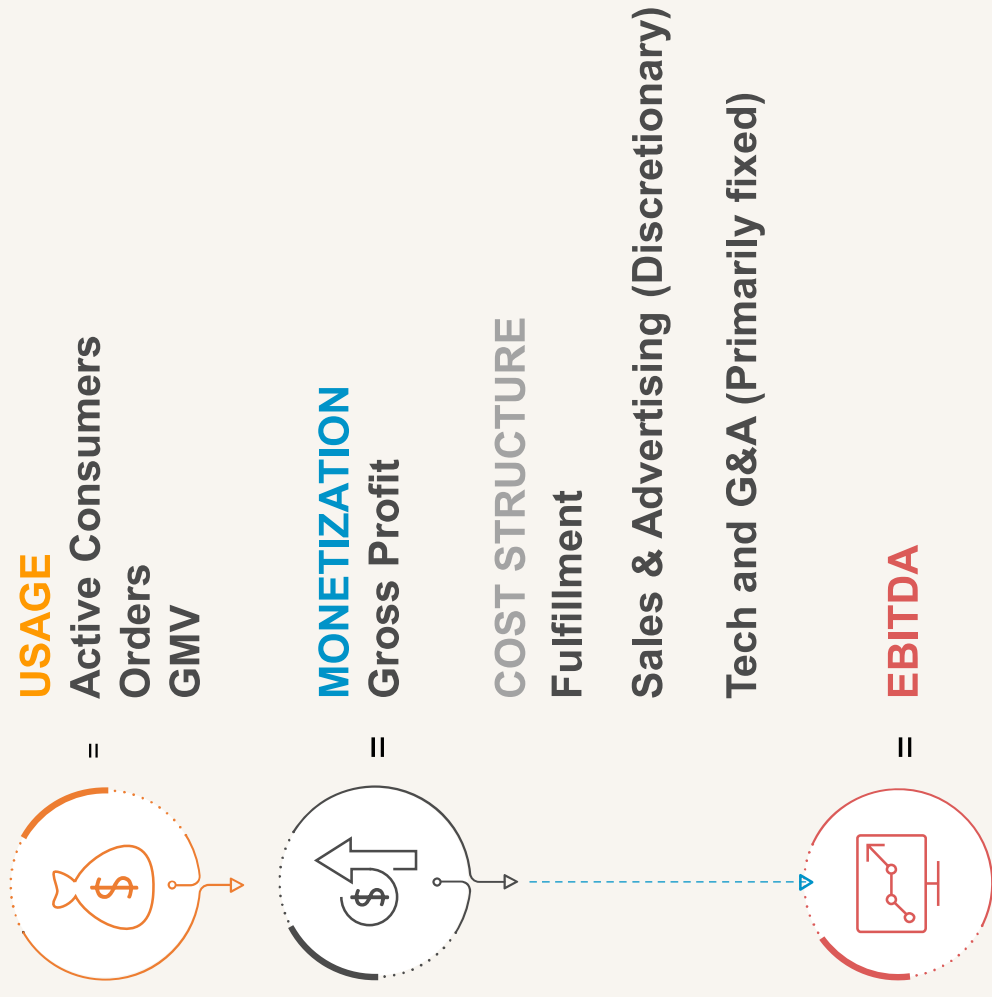 USAGE
= Active Consumers
Orders
GMV
MONETIZATION
= Gross Profit
COST STRUCTURE
Fulfillment
Sales & Advertising (Discretionary)
Tech and G&A (Primarily fixed)
= EBITDA
$
$